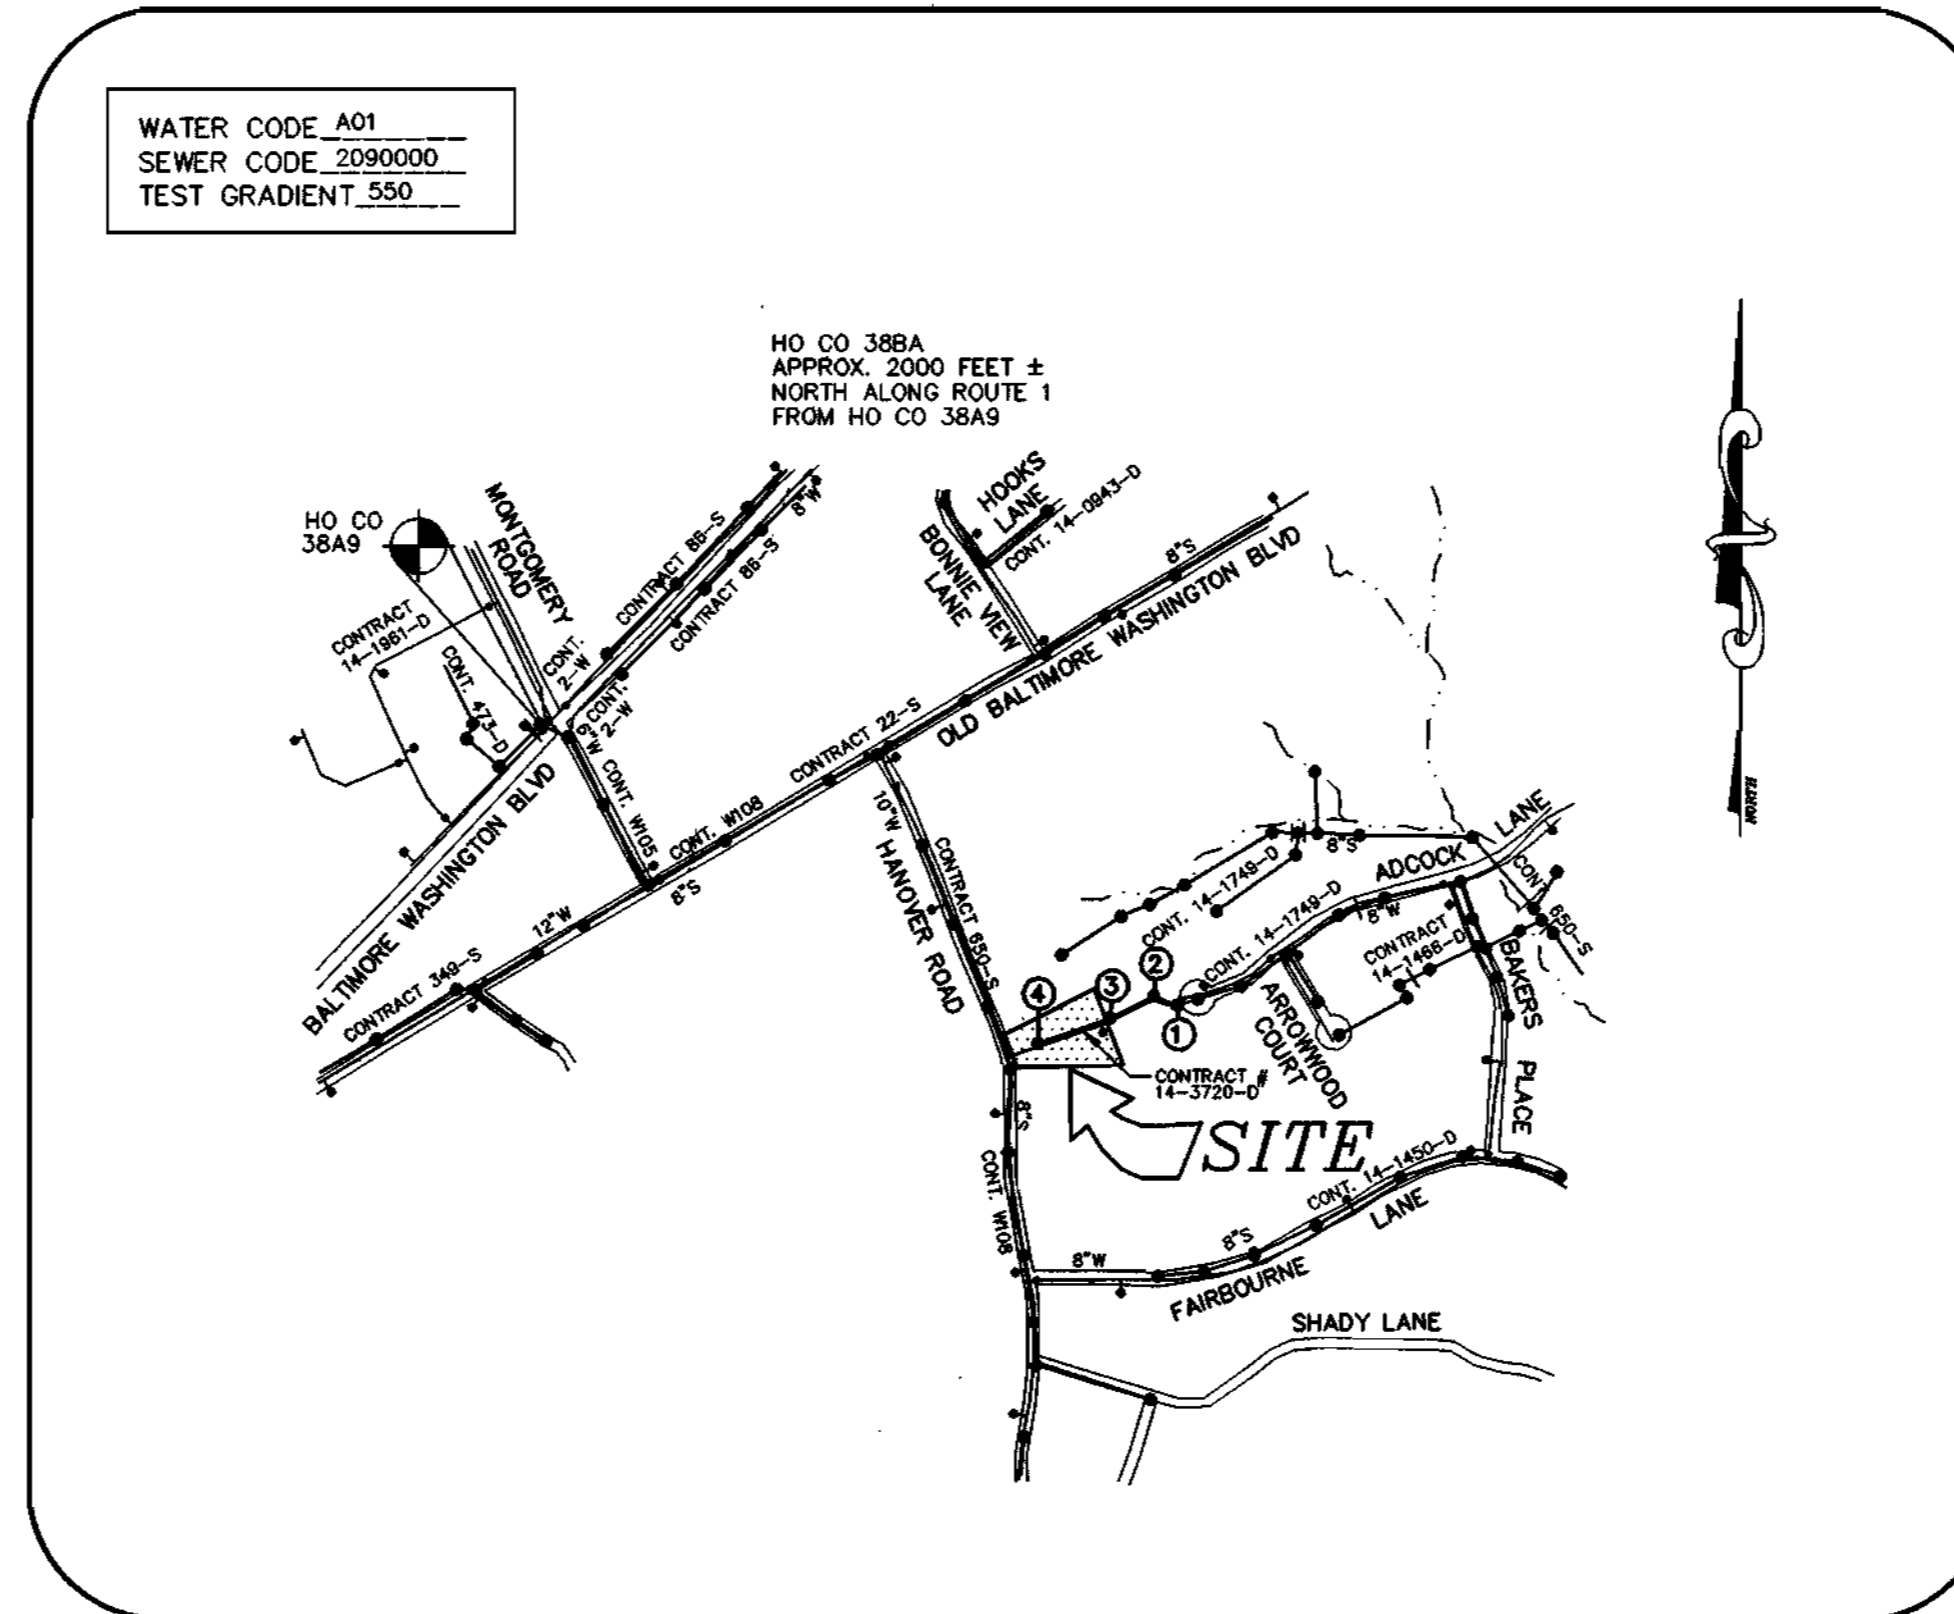 WATER CODE A01
SEWER CODE 2090000
TEST GRADIENT 550
HO CO 38BA
APPROX. 2000 FEET ±
NORTH ALONG ROUTE 1
FROM HO CO 38A9
HO CO
38A9
MONTGOMERY
ROAD
CONTRACT 86-S
8"W
CONTRACT 86-S
HOOKS
LANE
CONT. 14-0943-D
BONNIE VIEW
LANE
8"S
OLD BALTIMORE WASHINGTON BLVD
CONTRACT
14-1961-D
CONT. 473-D
CONT.
2-W
CONT.
2-W
6"W
CONT. W105
BALTIMORE WASHINGTON BLVD
CONTRACT 22-S
CONT. W108
8"S
12"W
CONTRACT 349-S
10"W
HANOVER ROAD
CONTRACT 650-S
CONT. 14-1749-D
8"S
ADCOCK LANE
CONT. 14-1749-D
8"W
CONT. 650-S
CONTRACT
14-1466-D
BAKERS PLACE
ARROWWOOD
COURT
4
3
2
1
CONTRACT #
14-3720-D
SITE
8"S
CONT. W108
CONT. 14-1450-D
8"S
8"W
FAIRBOURNE LANE
SHADY LANE
NORTH